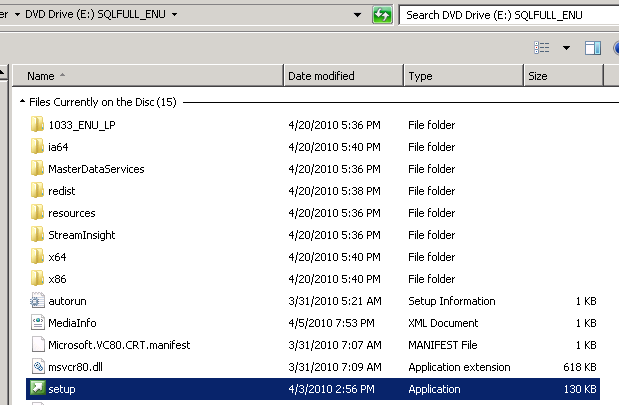 er ▸ DVD Drive (E:) SQLFULL_ENU Search DVD Drive (E:) SQLFULL_ENU
Name Date modified Type Size
Files Currently on the Disc (15)
1033_ENU_LP 4/20/2010 5:36 PM File folder
ia64 4/20/2010 5:40 PM File folder
MasterDataServices 4/20/2010 5:36 PM File folder
redist 4/20/2010 5:38 PM File folder
resources 4/20/2010 5:36 PM File folder
StreamInsight 4/20/2010 5:36 PM File folder
x64 4/20/2010 5:40 PM File folder
x86 4/20/2010 5:40 PM File folder
autorun 3/31/2010 5:21 AM Setup Information 1 KB
MediaInfo 4/5/2010 7:53 PM XML Document 1 KB
Microsoft.VC80.CRT.manifest 3/31/2010 7:07 AM MANIFEST File 1 KB
msvcr80.dll 3/31/2010 7:09 AM Application extension 618 KB
setup 4/3/2010 2:56 PM Application 130 KB